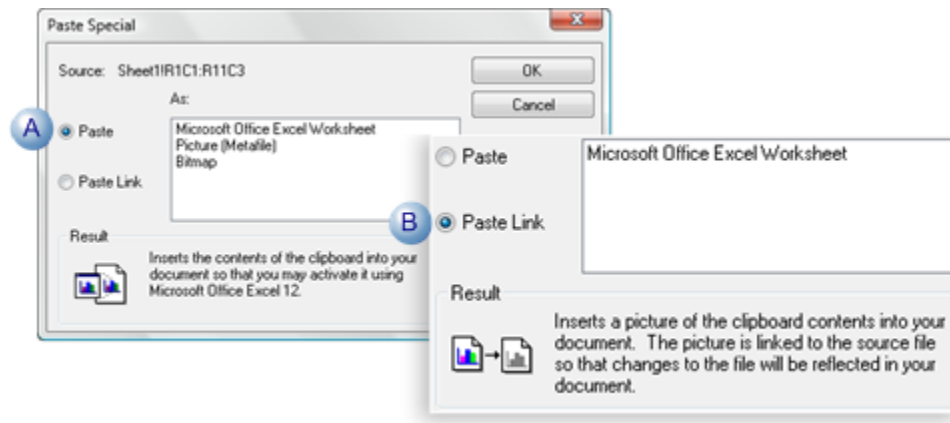 Paste Special
Source: Sheet1!R1C1:R11C3
OK
As:
Cancel
A
Paste
Microsoft Office Excel Worksheet
Picture (Metafile)
Bitmap
Paste Link
Result
Inserts the contents of the clipboard into your
document so that you may activate it using
Microsoft Office Excel 12.
Paste
Microsoft Office Excel Worksheet
B
Paste Link
Result
Inserts a picture of the clipboard contents into your
document. The picture is linked to the source file
so that changes to the file will be reflected in your
document.